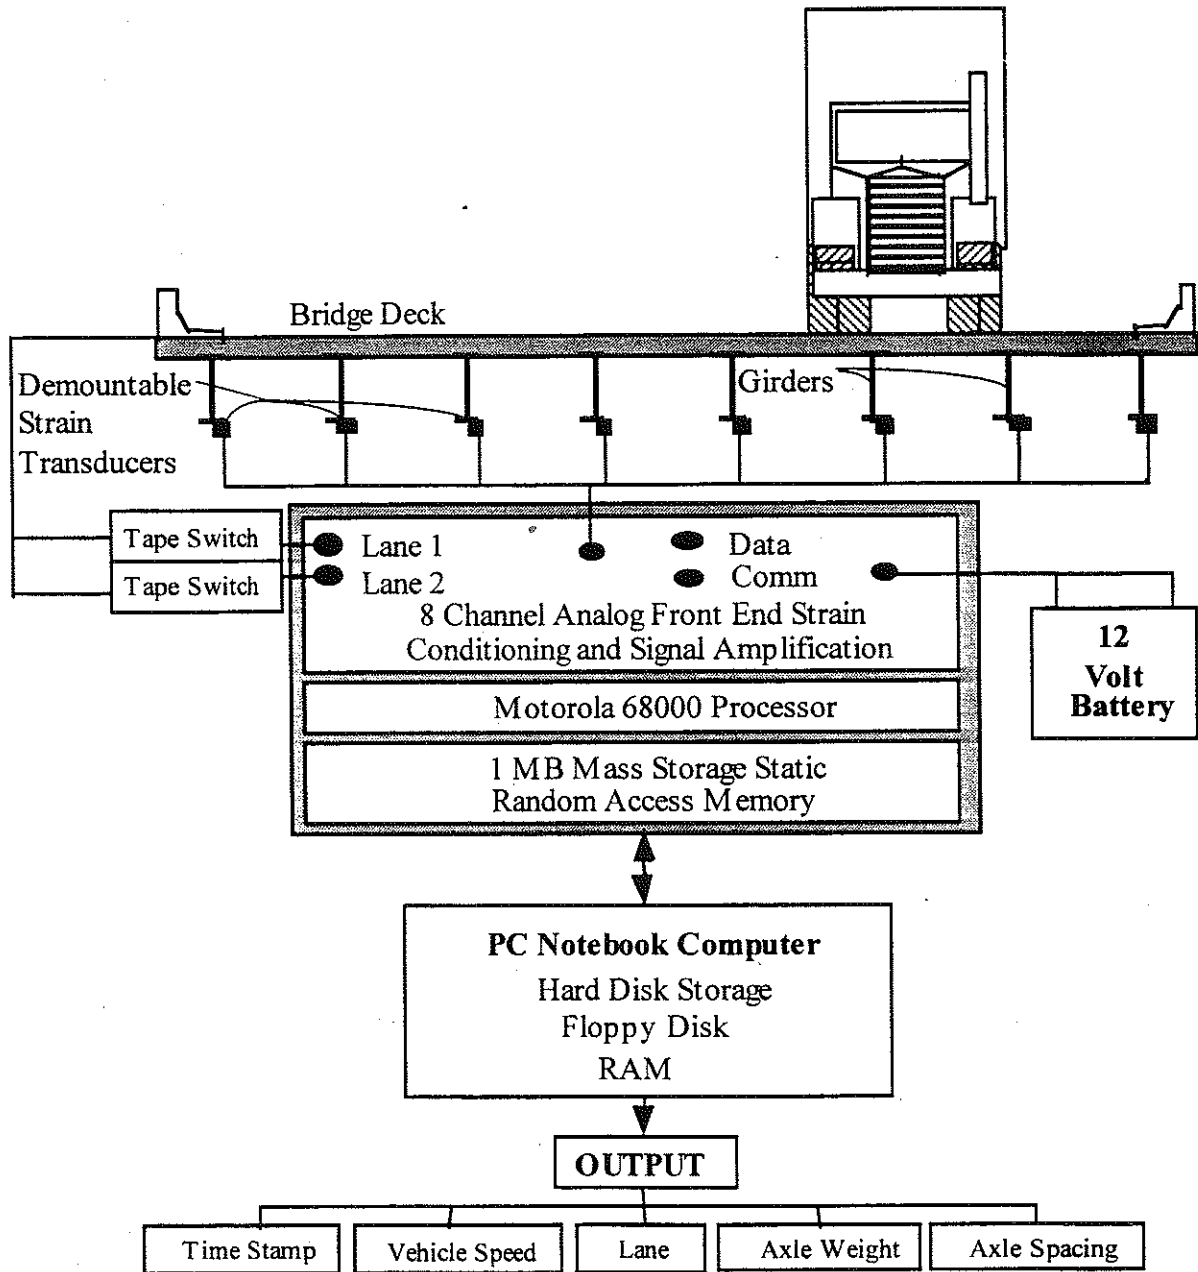 Bridge Deck
Demountable
Strain
Transducers
Girders
Tape Switch
Tape Switch
Lane 1
Lane 2
Data
Comm
8 Channel Analog Front End Strain
Conditioning and Signal Amplification
12
Volt
Battery
Motorola 68000 Processor
1 MB Mass Storage Static
Random Access Memory
PC Notebook Computer
Hard Disk Storage
Floppy Disk
RAM
OUTPUT
Time Stamp
Vehicle Speed
Lane
Axle Weight
Axle Spacing